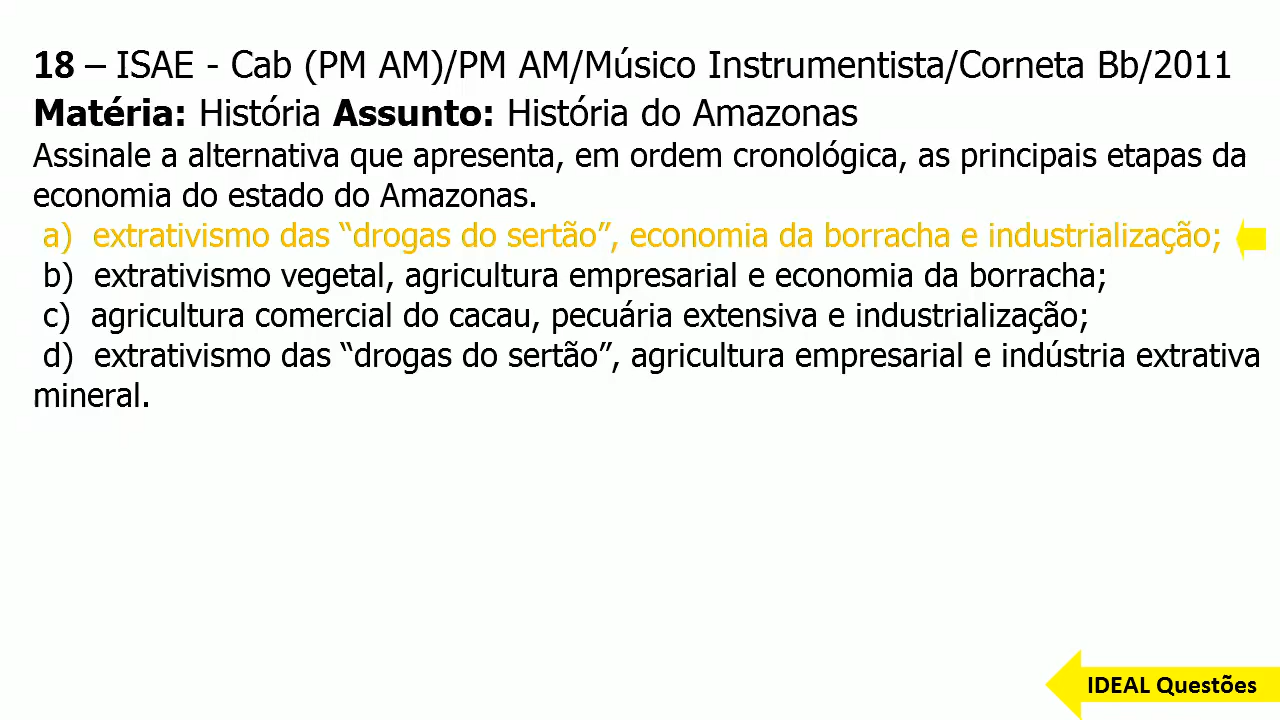 18 – ISAE - Cab (PM AM)/PM AM/Músico Instrumentista/Corneta Bb/2011
Matéria: História Assunto: História do Amazonas
Assinale a alternativa que apresenta, em ordem cronológica, as principais etapas da
economia do estado do Amazonas.
a) extrativismo das “drogas do sertão”, economia da borracha e industrialização;
b) extrativismo vegetal, agricultura empresarial e economia da borracha;
c) agricultura comercial do cacau, pecuária extensiva e industrialização;
d) extrativismo das “drogas do sertão”, agricultura empresarial e indústria extrativa
mineral.
IDEAL Questões